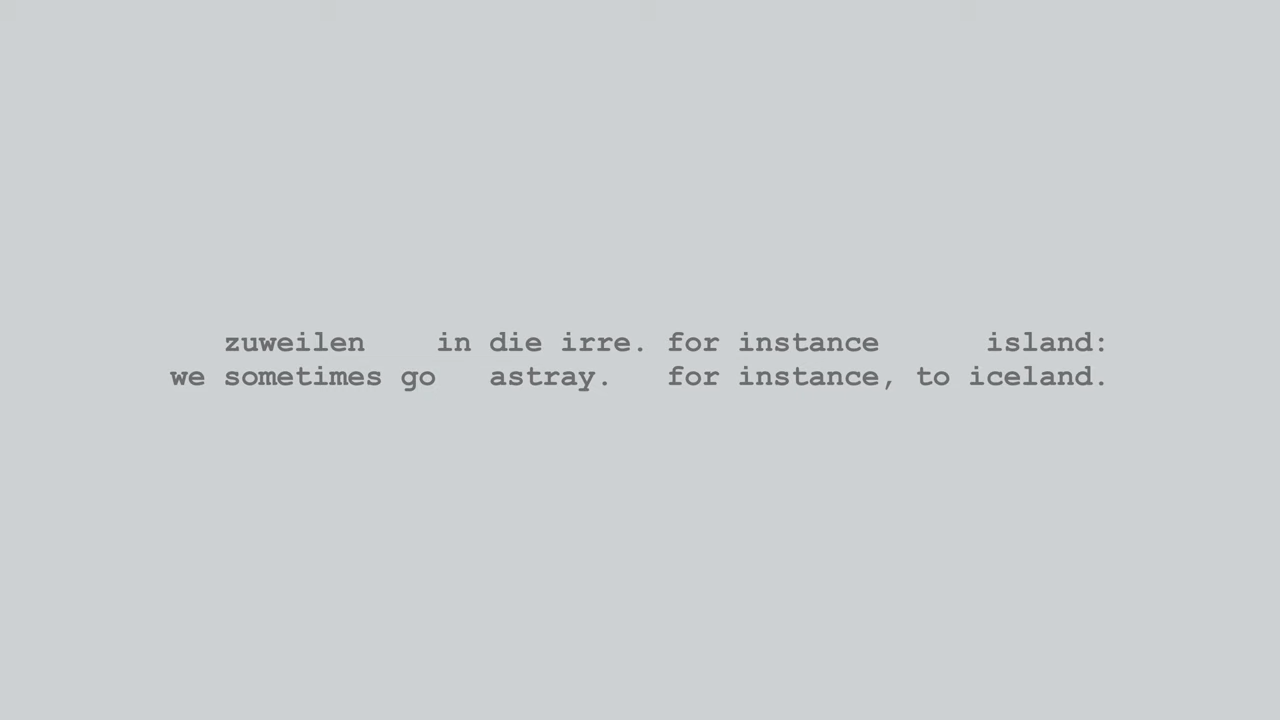 zuweilen in die irre. for instance island:
we sometimes go astray. for instance, to iceland.